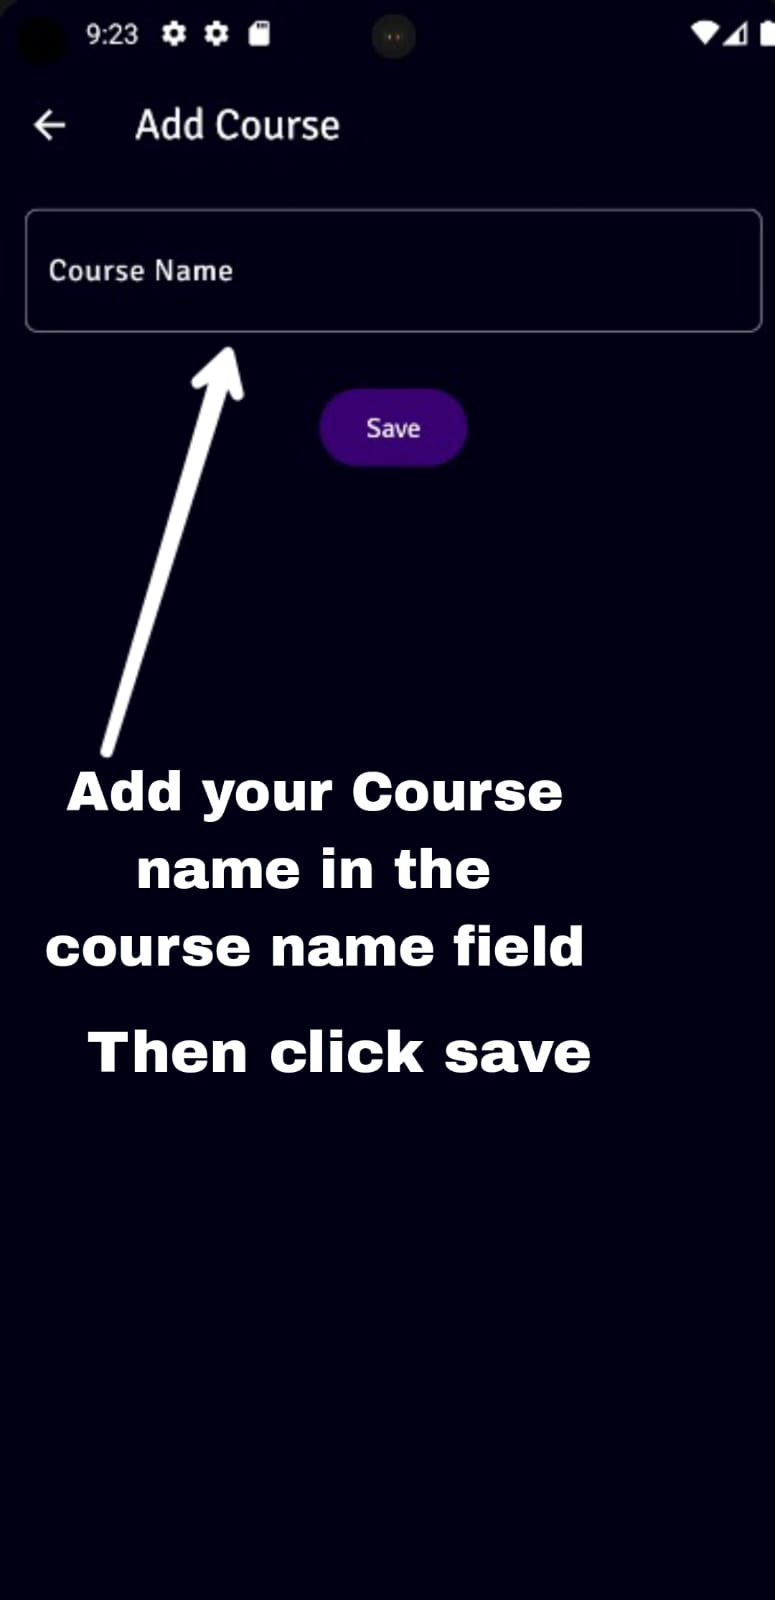 9:23
Add Course
Course Name
Save
Add your Course
name in the
course name field
Then click save